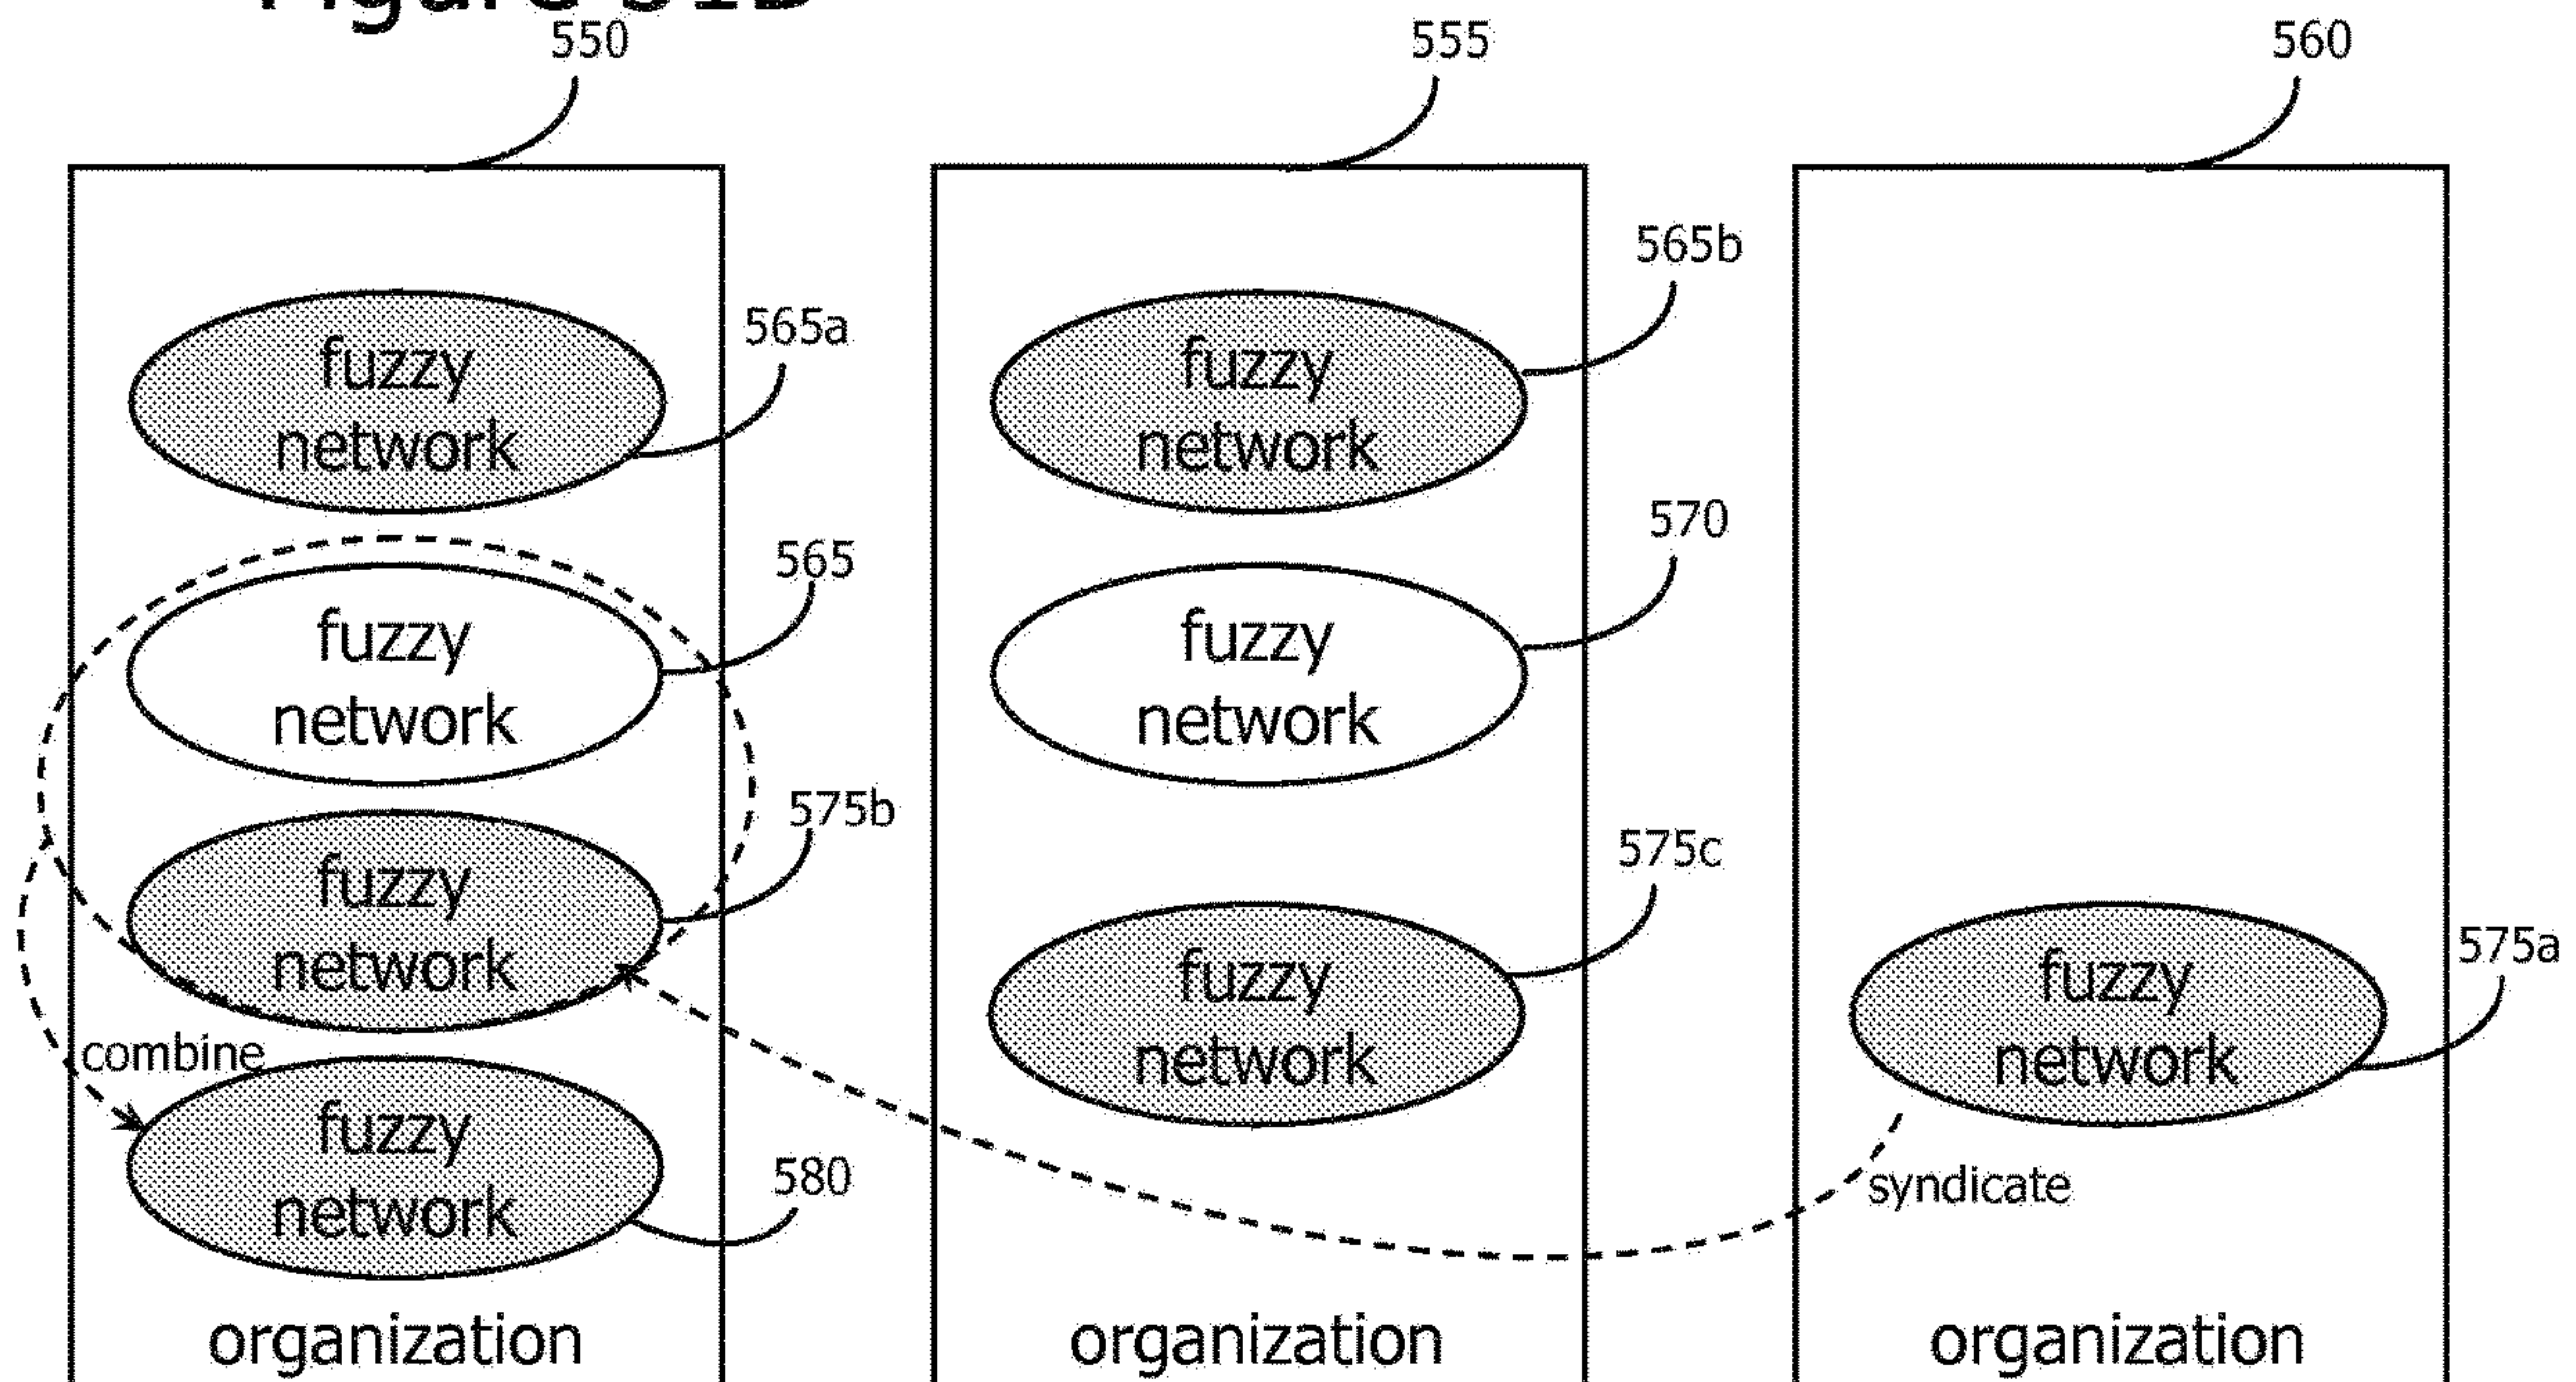 550
555
560
565b
565a
fuzzy
network
fuzzy
network
570
565
fuzzy
network
fuzzy
network
575b
575c
fuzzy
network
fuzzy
network
fuzzy
network
575a
combine
fuzzy
network
580
syndicate
organization
organization
organization